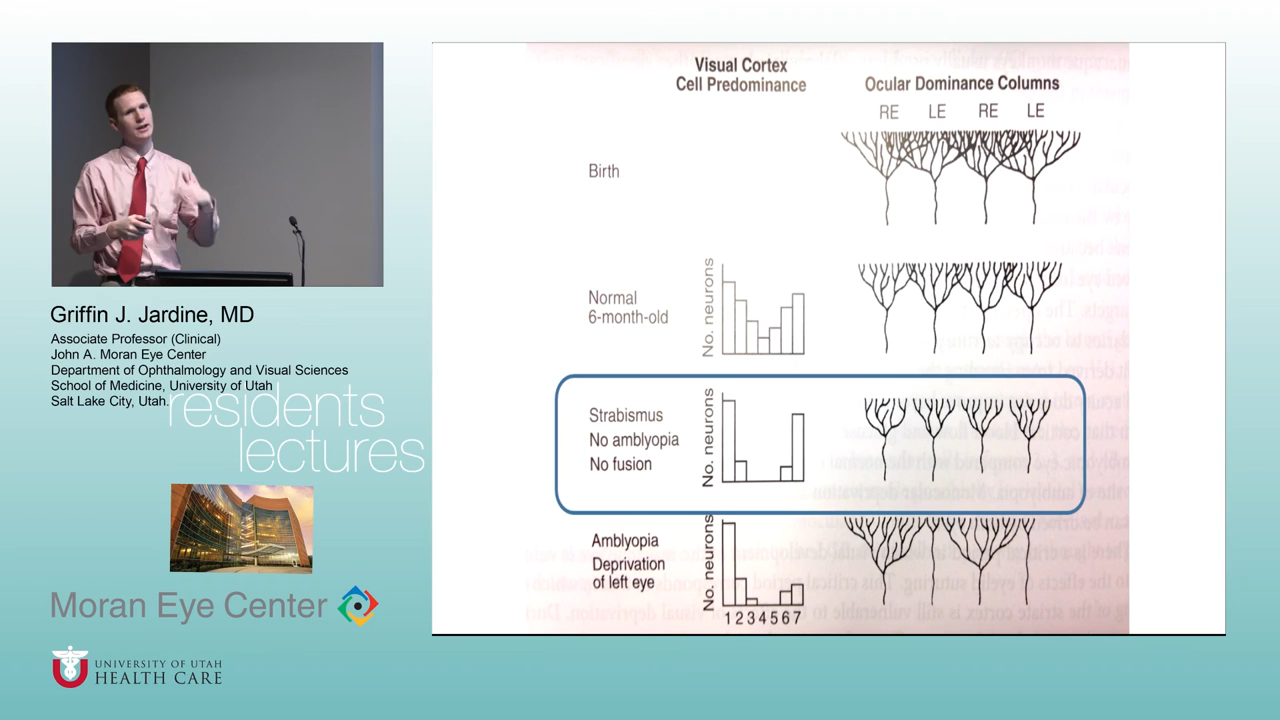 Griffin J. Jardine, MD
Associate Professor (Clinical)
John A. Moran Eye Center
Department of Ophthalmology and Visual Sciences
School of Medicine, University of Utah
Salt Lake City, Utah.
residents
lectures
Moran Eye Center
U
UNIVERSITY OF UTAH
HEALTH CARE
Visual Cortex
Cell Predominance
Ocular Dominance Columns
RE LE RE LE
Birth
Normal
6-month-old
No. neurons
Strabismus
No amblyopia
No fusion
No. neurons
Amblyopia
Deprivation
of left eye
No. neurons
1 2 3 4 5 6 7